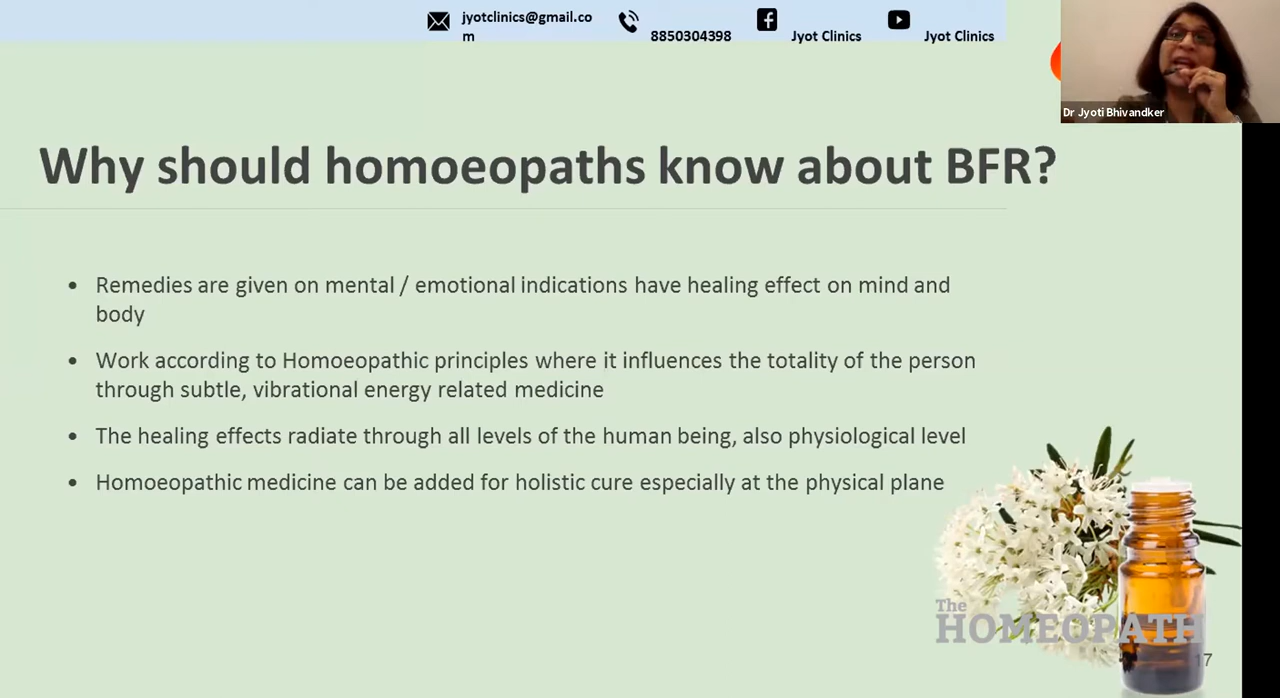 jyotclinics@gmail.co
m
8850304398
Jyot Clinics
Jyot Clinics
Dr Jyoti Bhivandker
Why should homoeopaths know about BFR?
• Remedies are given on mental / emotional indications have healing effect on mind and
body
• Work according to Homoeopathic principles where it influences the totality of the person
through subtle, vibrational energy related medicine
• The healing effects radiate through all levels of the human being, also physiological level
• Homoeopathic medicine can be added for holistic cure especially at the physical plane
The
HOMEOPATH
17